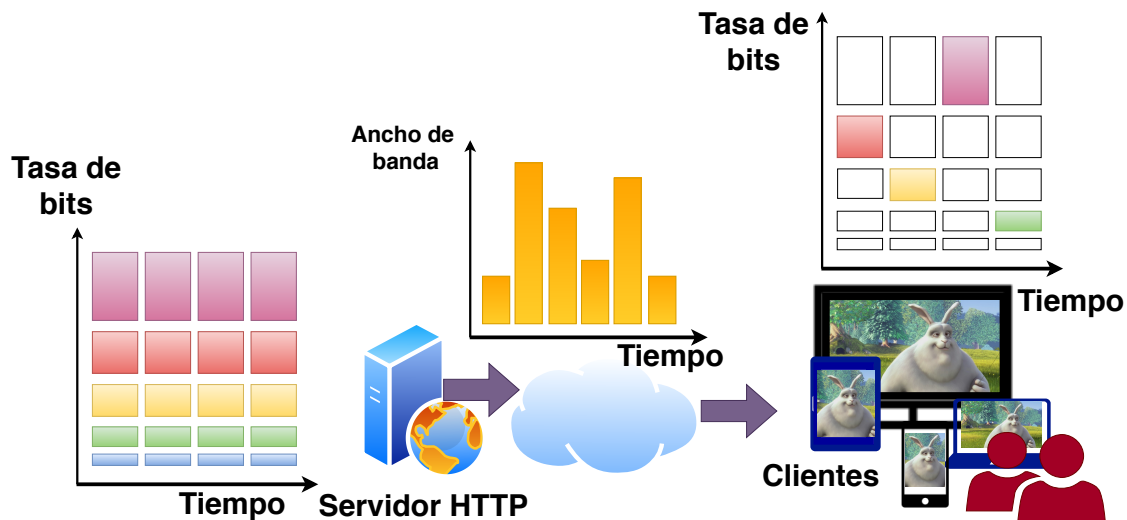 Tasa de
bits
Tiempo
Servidor HTTP
Ancho de
banda
Tiempo
Tasa de
bits
Tiempo
Clientes